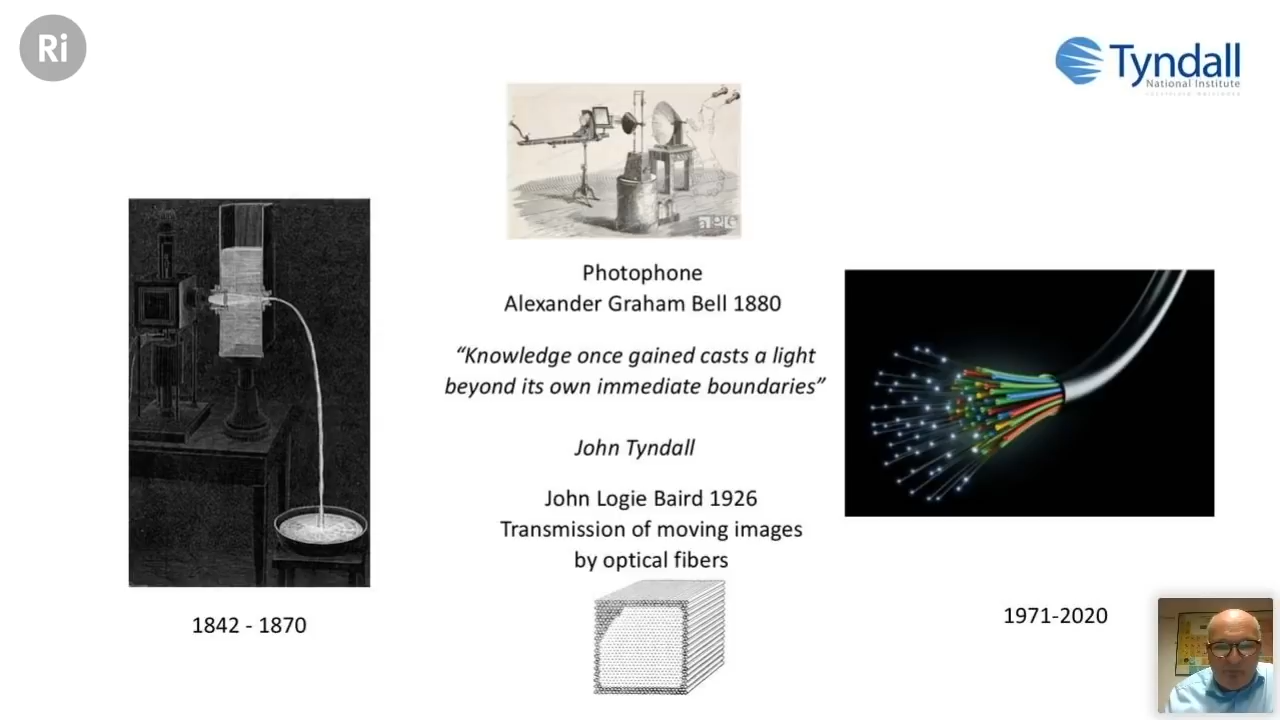 Ri
Tyndall
National Institute
Photophone
Alexander Graham Bell 1880
“Knowledge once gained casts a light
beyond its own immediate boundaries”
John Tyndall
John Logie Baird 1926
Transmission of moving images
by optical fibers
1842 - 1870
1971-2020